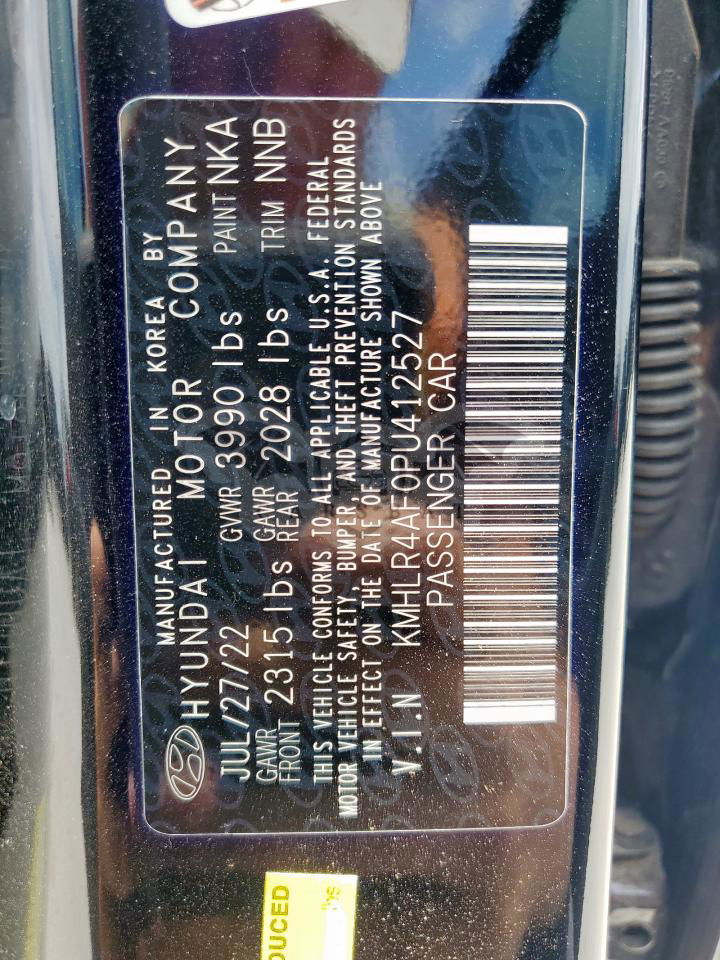 MANUFACTURED IN KOREA BY
HYUNDAI MOTOR COMPANY
JUL/27/22 GVWR 3990 lbs PAINT NKA
GAWR FRONT 2315 lbs GAWR REAR 2028 lbs TRIM NNB
THIS VEHICLE CONFORMS TO ALL APPLICABLE U.S.A. FEDERAL
MOTOR VEHICLE SAFETY, BUMPER, AND THEFT PREVENTION STANDARDS
IN EFFECT ON THE DATE OF MANUFACTURE SHOWN ABOVE
V.I.N KMHLR4AF0PU412527
PASSENGER CAR
DUCED
lbs